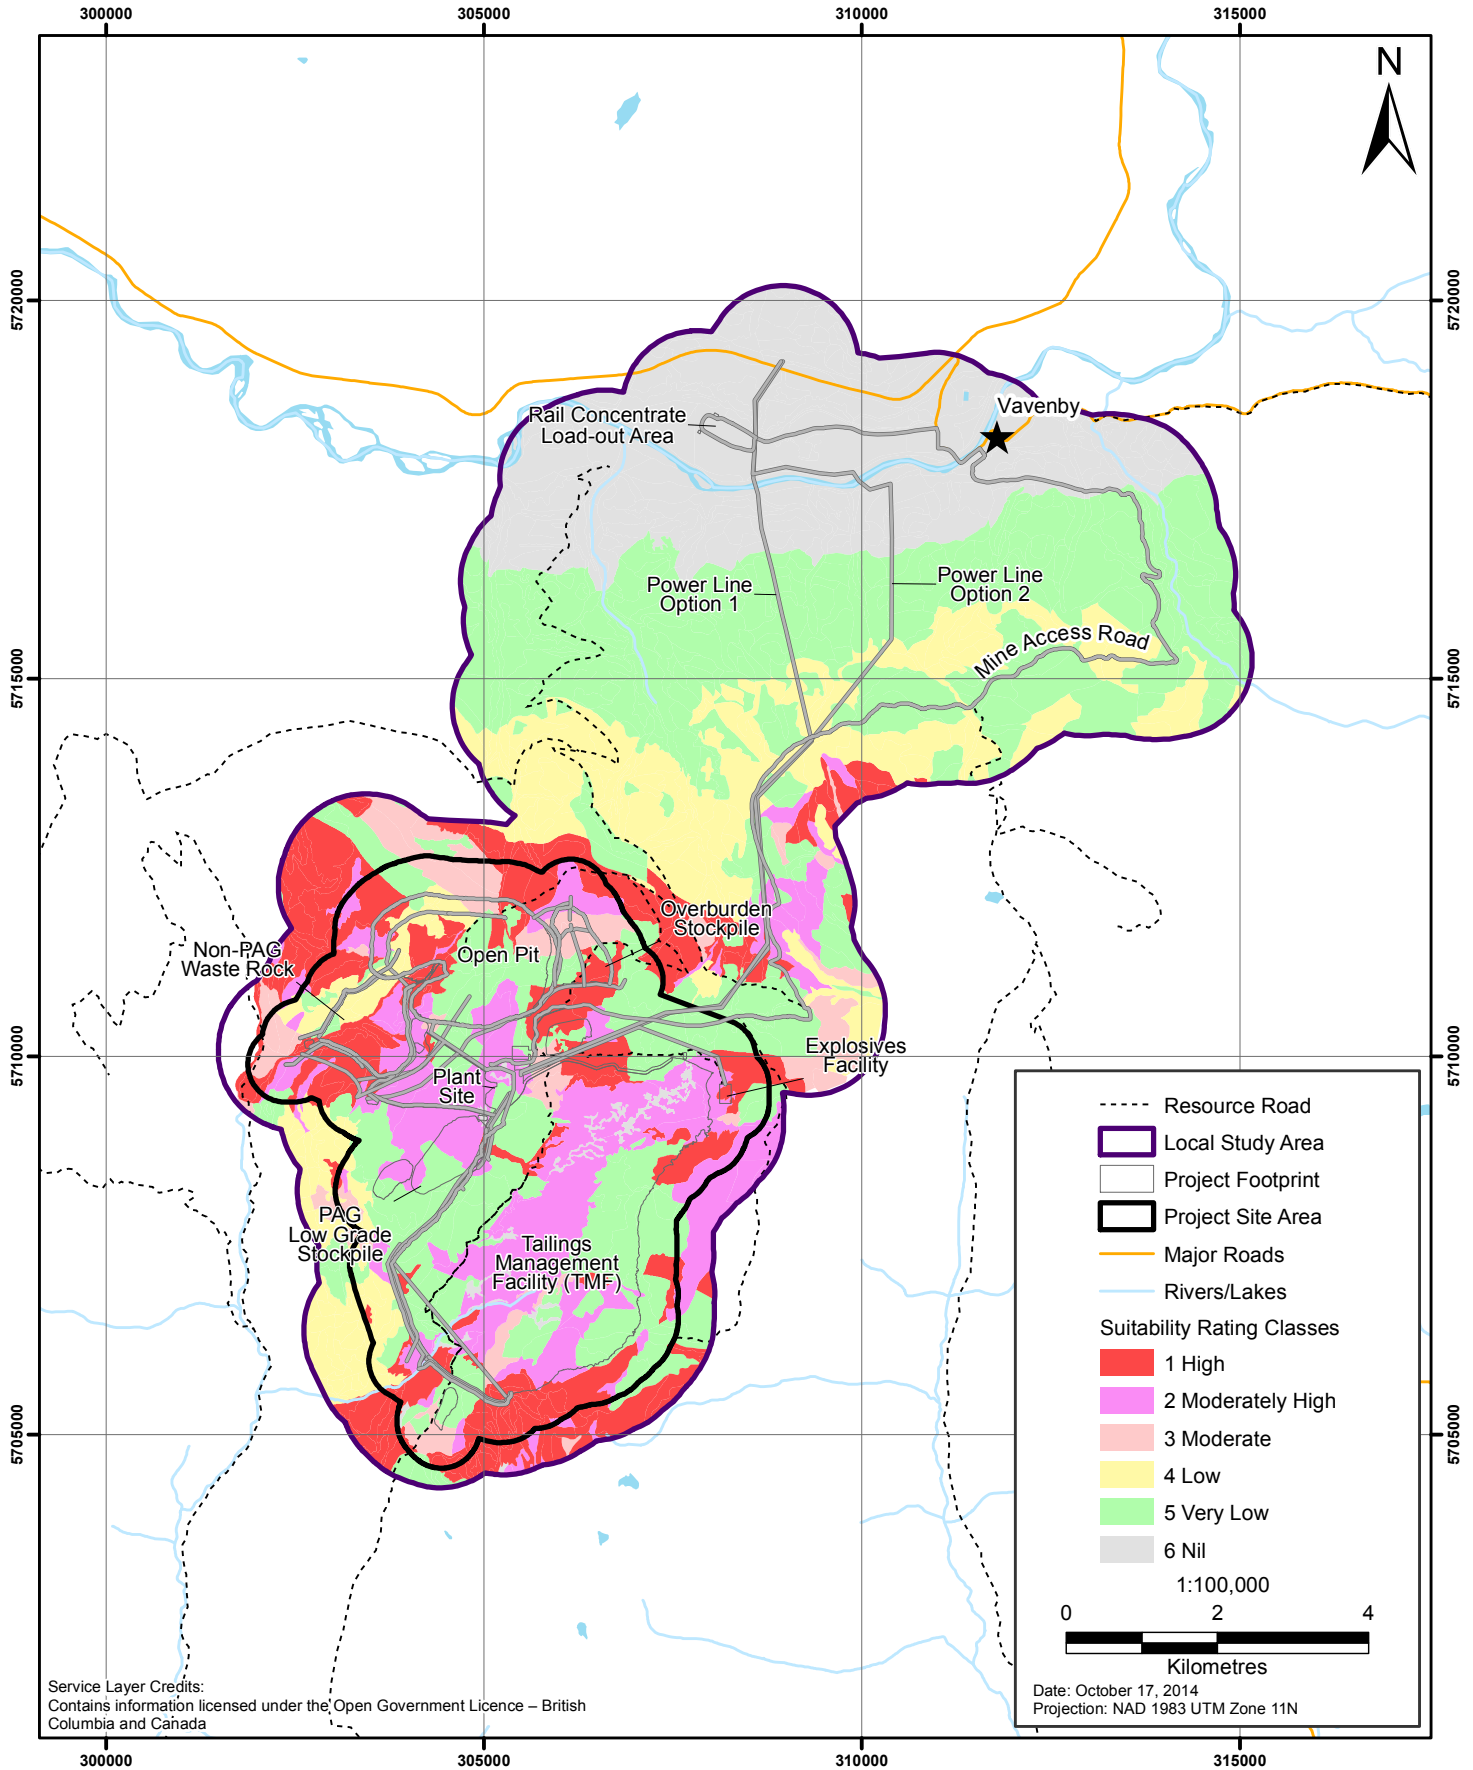 300000
305000
310000
315000
N
5720000
5720000
Vavenby
Rail Concentrate
Load-out Area
Power Line
Option 1
Power Line
Option 2
Mine Access Road
5715000
5715000
Overburden
Stockpile
Non-PAG
Waste Rock
Open Pit
5710000
5710000
Explosives
Facility
Plant
Site
PAG
Low Grade
Stockpile
Tailings
Management
Facility (TMF)
5705000
5705000
Resource Road
Local Study Area
Project Footprint
Project Site Area
Major Roads
Rivers/Lakes
Suitability Rating Classes
1 High
2 Moderately High
3 Moderate
4 Low
5 Very Low
6 Nil
1:100,000
0 2 4
Kilometres
Date: October 17, 2014
Projection: NAD 1983 UTM Zone 11N
Service Layer Credits:
Contains information licensed under the Open Government Licence – British
Columbia and Canada
300000
305000
310000
315000